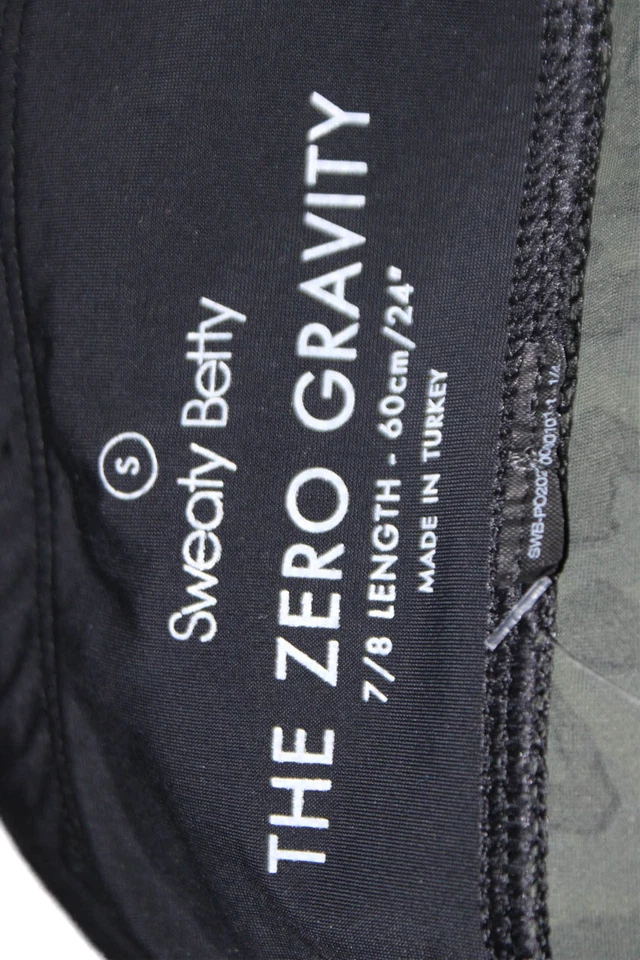 S
Sweaty Betty
THE ZERO GRAVITY
7/8 LENGTH - 60cm/24"
MADE IN TURKEY